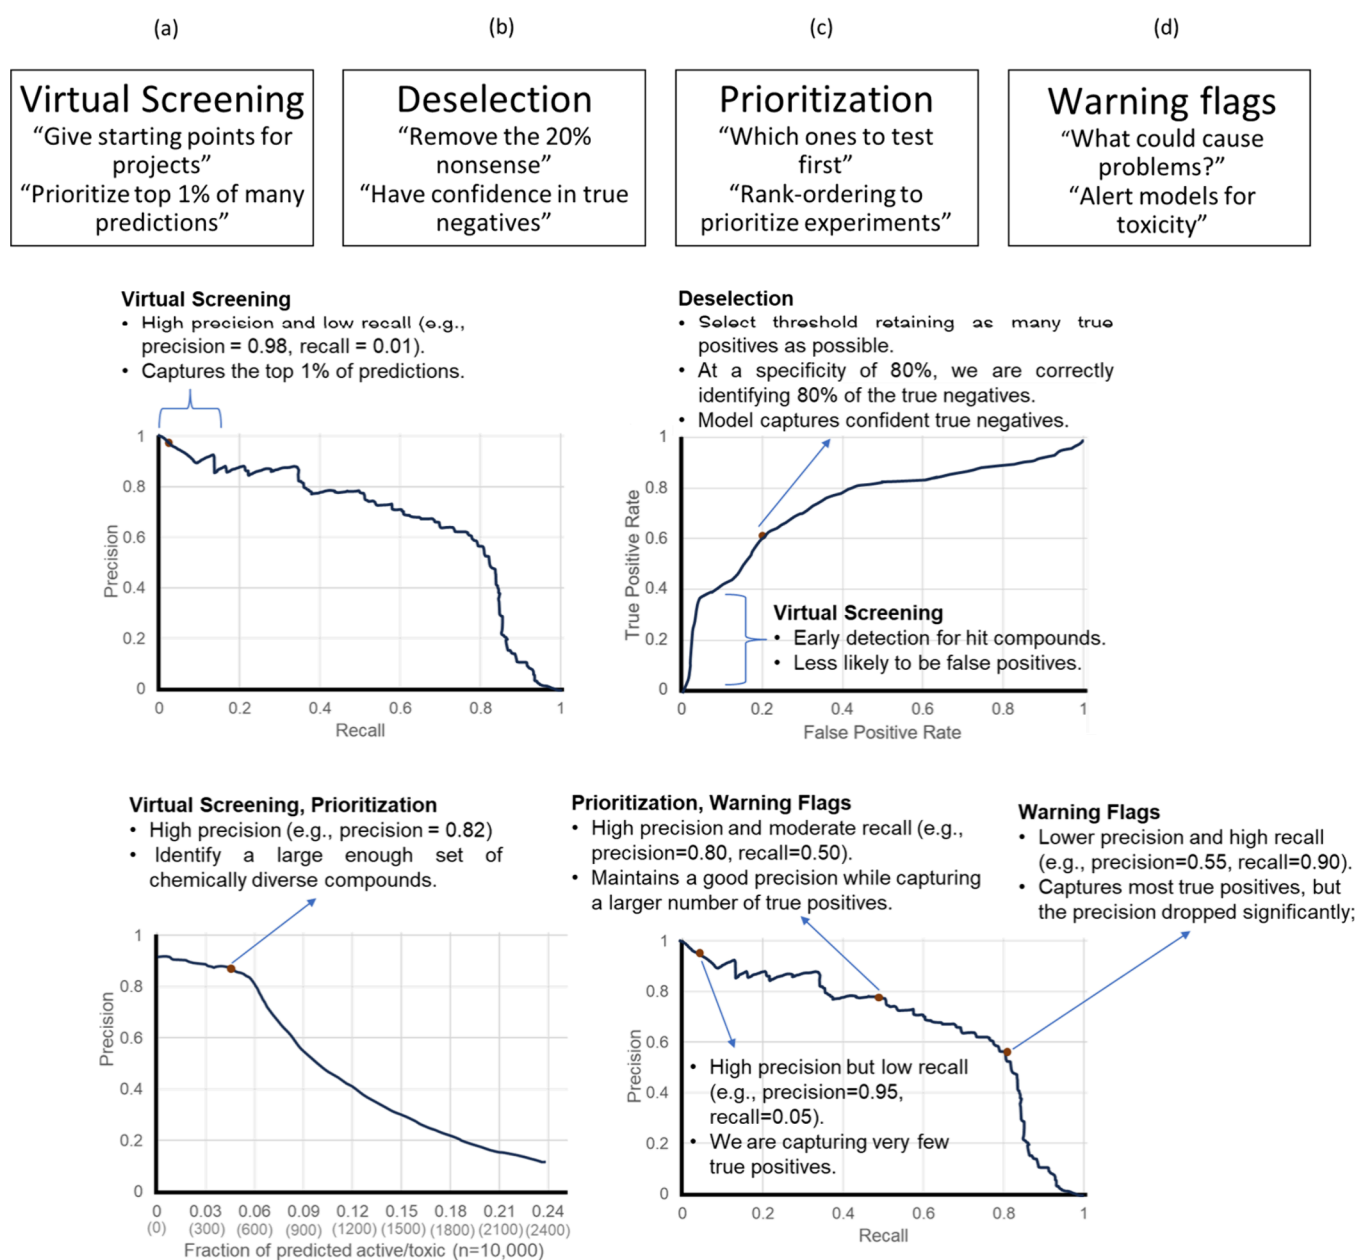 (a)
(b)
(c)
(d)
Virtual Screening
“Give starting points for
projects”
“Prioritize top 1% of many
predictions”
Deselection
“Remove the 20%
nonsense”
“Have confidence in true
negatives”
Prioritization
“Which ones to test
first”
“Rank-ordering to
prioritize experiments”
Warning flags
“What could cause
problems?”
“Alert models for
toxicity”
Virtual Screening
• High precision and low recall (e.g.,
precision = 0.98, recall = 0.01).
• Captures the top 1% of predictions.
1
0.8
0.6
0.4
0.2
0
Precision
0 0.2 0.4 0.6 0.8 1
Recall
Deselection
• Select threshold retaining as many true
positives as possible.
• At a specificity of 80%, we are correctly
identifying 80% of the true negatives.
• Model captures confident true negatives.
1
0.8
0.6
0.4
0.2
0
True Positive Rate
Virtual Screening
• Early detection for hit compounds.
• Less likely to be false positives.
0 0.2 0.4 0.6 0.8 1
False Positive Rate
Virtual Screening, Prioritization
• High precision (e.g., precision = 0.82)
• Identify a large enough set of
chemically diverse compounds.
1
0.8
0.6
0.4
0.2
0
Precision
0 0.03 0.06 0.09 0.12 0.15 0.18 0.21 0.24
(0) (300) (600) (900) (1200) (1500) (1800) (2100) (2400)
Fraction of predicted active/toxic (n=10,000)
Prioritization, Warning Flags
• High precision and moderate recall (e.g.,
precision=0.80, recall=0.50).
• Maintains a good precision while capturing
a larger number of true positives.
Warning Flags
• Lower precision and high recall
(e.g., precision=0.55, recall=0.90).
• Captures most true positives, but
the precision dropped significantly;
1
0.8
0.6
0.4
0.2
0
Precision
• High precision but low recall
(e.g., precision=0.95,
recall=0.05).
• We are capturing very few
true positives.
0 0.2 0.4 0.6 0.8 1
Recall